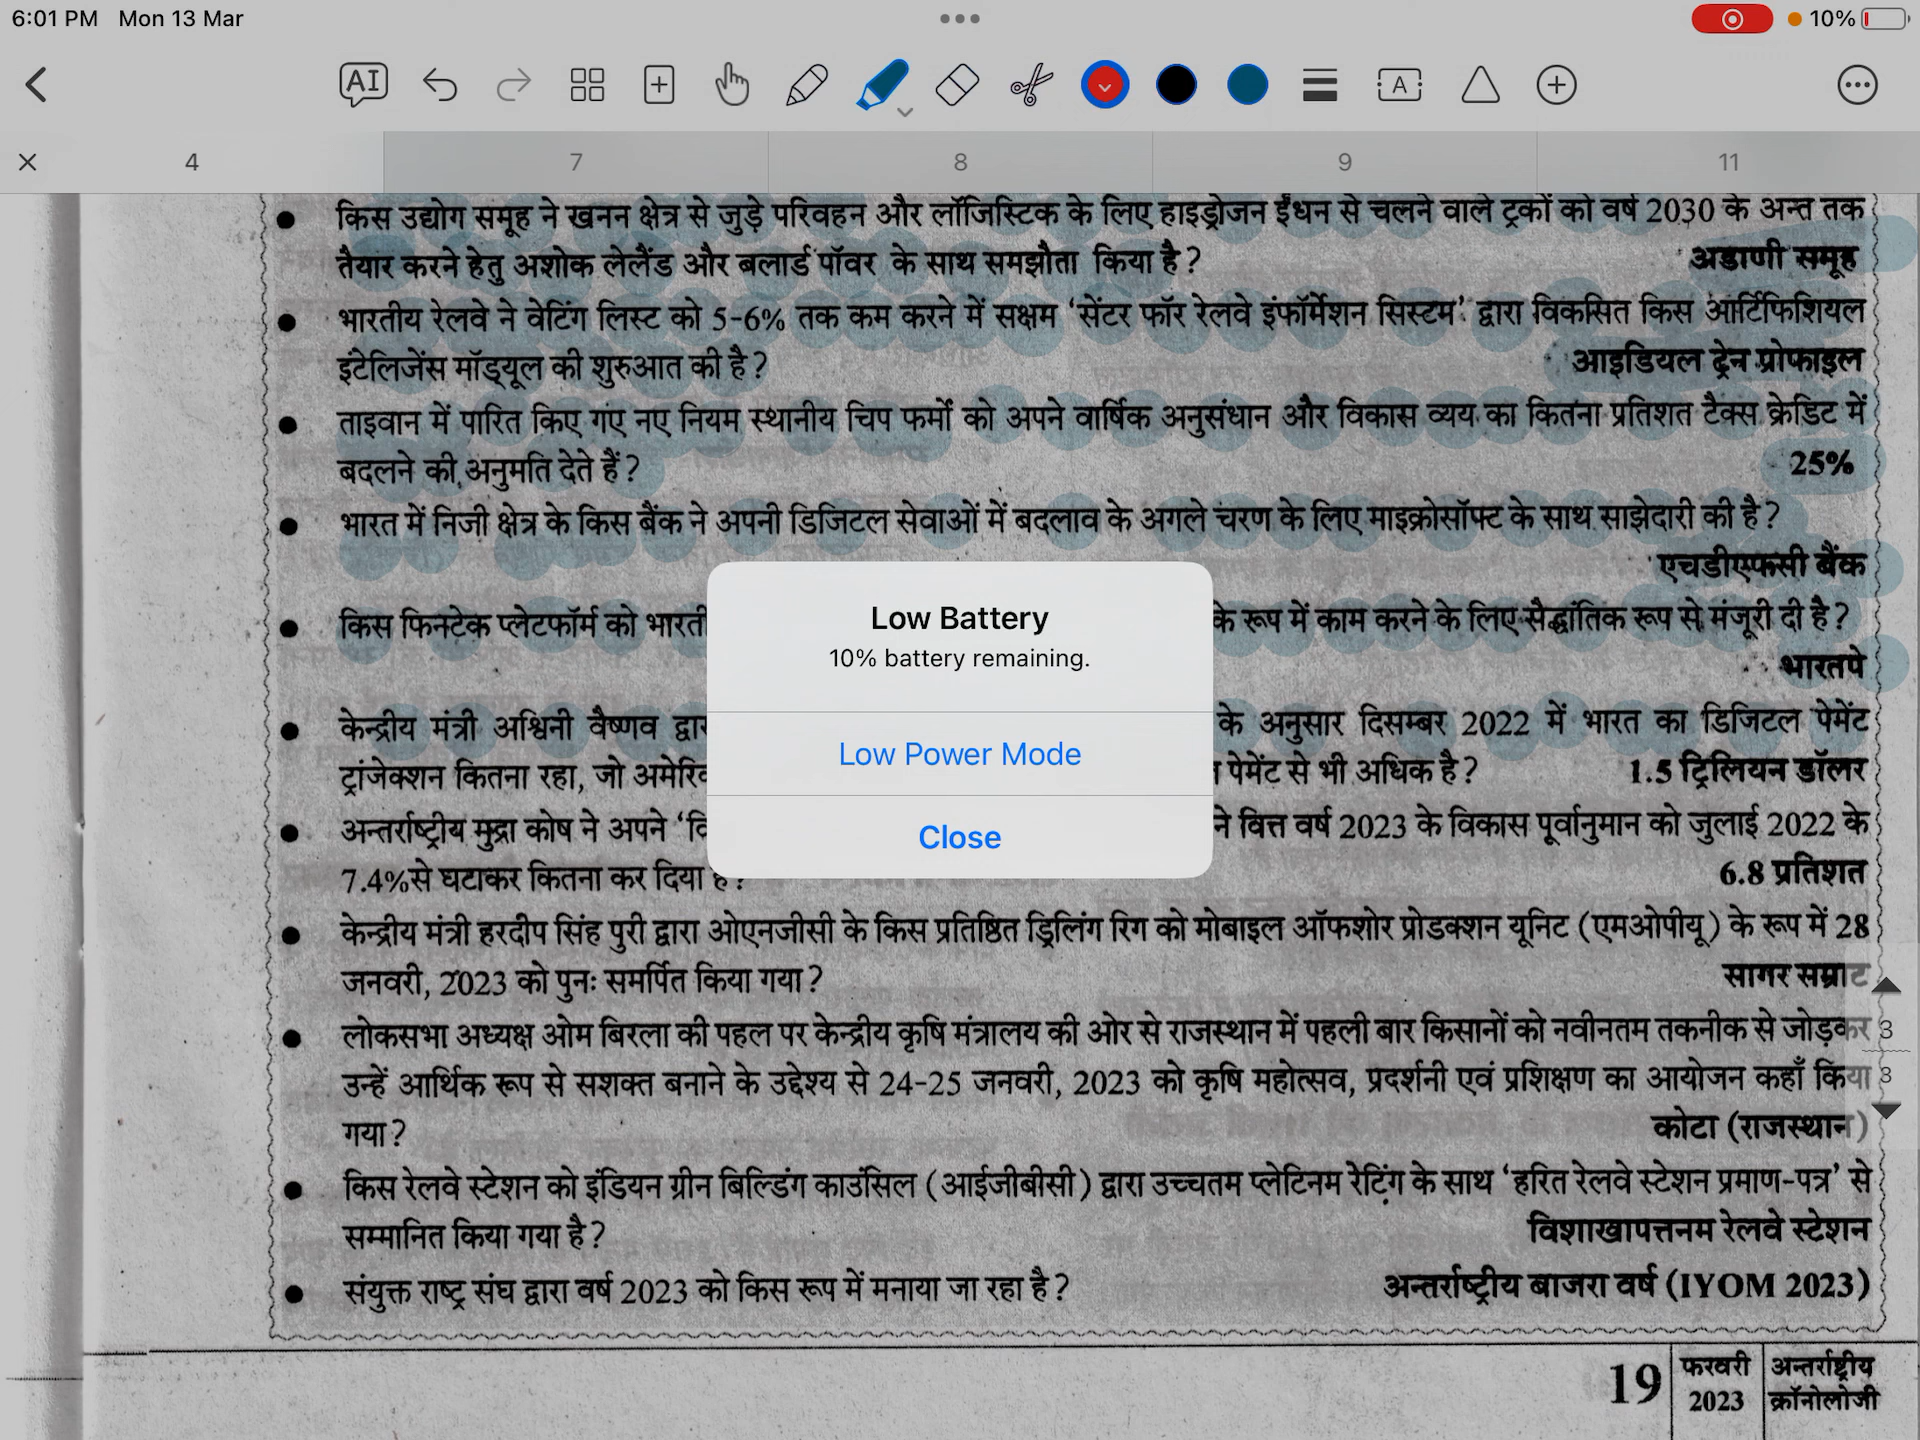 6:01 PM Mon 13 Mar
10%
AI
A
4 7 8 9 11
किस उद्योग समूह ने खनन क्षेत्र से जुड़े परिवहन और लॉजिस्टिक के लिए हाइड्रोजन ईंधन से चलने वाले ट्रकों को वर्ष 2030 के अन्त तक
तैयार करने हेतु अशोक लेलैंड और बलार्ड पॉवर के साथ समझौता किया है? अडाणी समूह
भारतीय रेलवे ने वेटिंग लिस्ट को 5-6% तक कम करने में सक्षम ‘सेंटर फॉर रेलवे इंफॉर्मेशन सिस्टम’ द्वारा विकसित किस आर्टिफिशियल
इंटेलिजेंस मॉड्यूल की शुरुआत की है? आइडियल ट्रेन प्रोफाइल
ताइवान में पारित किए गए नए नियम स्थानीय चिप फर्मों को अपने वार्षिक अनुसंधान और विकास व्यय का कितना प्रतिशत टैक्स क्रेडिट में
बदलने की अनुमति देते हैं? 25%
भारत में निजी क्षेत्र के किस बैंक ने अपनी डिजिटल सेवाओं में बदलाव के अगले चरण के लिए माइक्रोसॉफ्ट के साथ साझेदारी की है?
एचडीएफसी बैंक
किस फिनटेक प्लेटफॉर्म को भारती के रूप में काम करने के लिए सैद्धांतिक रूप से मंजूरी दी है?
भारतपे
केन्द्रीय मंत्री अश्विनी वैष्णव द्वार के अनुसार दिसम्बर 2022 में भारत का डिजिटल पेमेंट
ट्रांजेक्शन कितना रहा, जो पेमेंट से भी अधिक है? 1.5 ट्रिलियन डॉलर
अन्तर्राष्ट्रीय मुद्रा कोष ने अपने ने वित्त वर्ष 2023 के विकास पूर्वानुमान को जुलाई 2022 के
7.4%से घटाकर कितना कर दिया है? 6.8 प्रतिशत
केन्द्रीय मंत्री हरदीप सिंह पुरी द्वारा ओएनजीसी के किस प्रतिष्ठित ड्रिलिंग रिग को मोबाइल ऑफशोर प्रोडक्शन यूनिट (एमओपीयू) के रूप में 28
जनवरी, 2023 को पुनः समर्पित किया गया? सागर सम्राट
लोकसभा अध्यक्ष ओम बिरला की पहल पर केन्द्रीय कृषि मंत्रालय की ओर से राजस्थान में पहली बार किसानों को नवीनतम तकनीक से जोड़कर
उन्हें आर्थिक रूप से सशक्त बनाने के उद्देश्य से 24-25 जनवरी, 2023 को कृषि महोत्सव, प्रदर्शनी एवं प्रशिक्षण का आयोजन कहाँ किया
गया? कोटा (राजस्थान)
किस रेलवे स्टेशन को इंडियन ग्रीन बिल्डिंग काउंसिल (आईजीबीसी) द्वारा उच्चतम प्लेटिनम रेटिंग के साथ ‘हरित रेलवे स्टेशन प्रमाण-पत्र’ से
सम्मानित किया गया है? विशाखापत्तनम रेलवे स्टेशन
संयुक्त राष्ट्र संघ द्वारा वर्ष 2023 को किस रूप में मनाया जा रहा है? अन्तर्राष्ट्रीय बाजरा वर्ष (IYOM 2023)
Low Battery
10% battery remaining.
Low Power Mode
Close
3
3
19 फरवरी 2023 अन्तर्राष्ट्रीय क्रॉनोलोजी